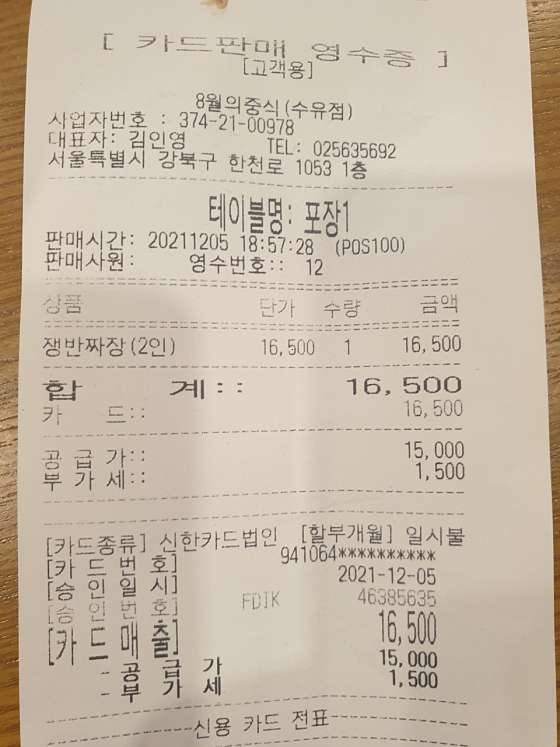 [ 카드판매 영수증 ]
[고객용]
8월의중식(수유점)
사업자번호 : 374-21-00978
대표자: 김인영 TEL: 025635692
서울특별시 강북구 한천로 1053 1층
테이블명: 포장1
판매시간: 20211205 18:57:28 (POS100)
판매사원: 영수번호:: 12
상품 단가 수량 금액
쟁반짜장(2인) 16,500 1 16,500
합 계:: 16,500
카 드:: 16,500
공 급 가:: 15,000
부 가 세:: 1,500
[카드종류] 신한카드법인 [할부개월] 일시불
[카 드 번 호] 941064**********
[승 인 일 시] 2021-12-05
[승 인 번 호] FDIK 46385635
[카 드 매 출] 16,500
- 공 급 가 15,000
- 부 가 세 1,500
신용 카드 전표